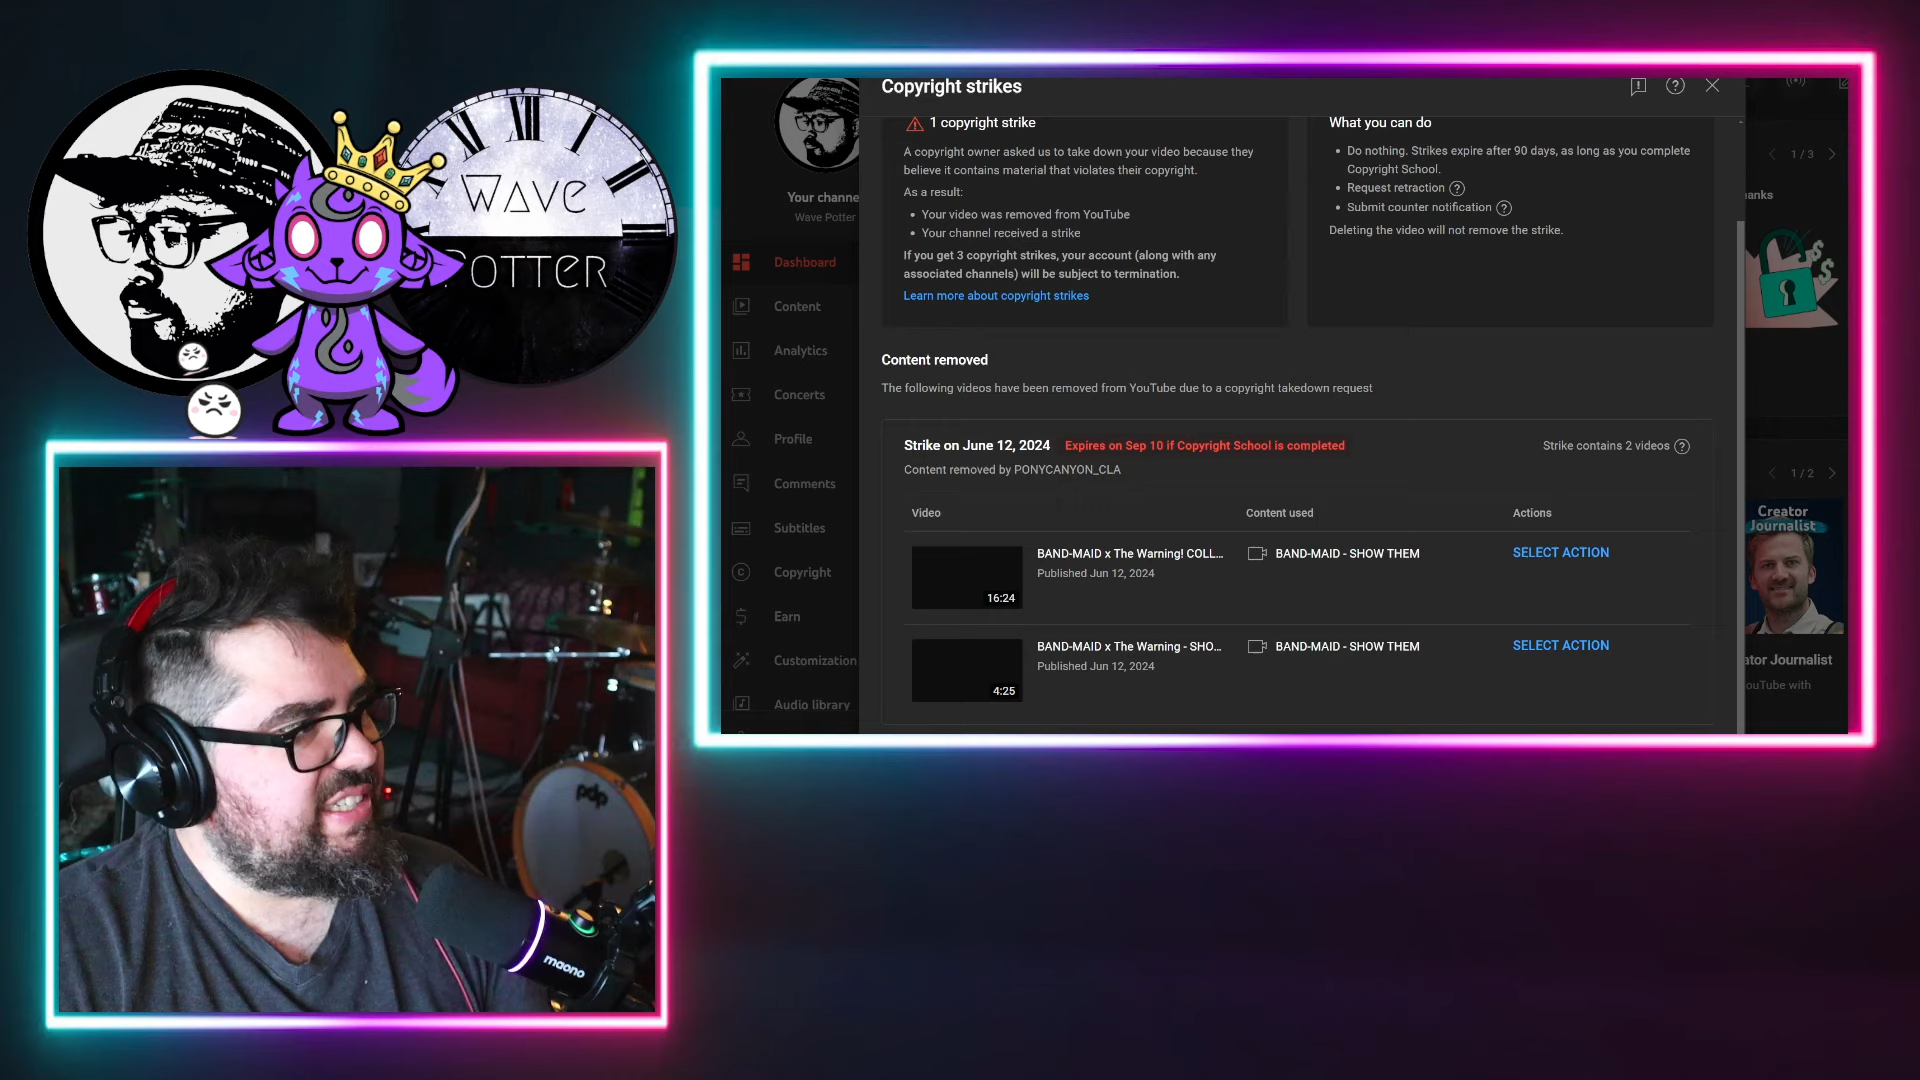 WAVE
POTTER
pdp
maono
Copyright strikes
Your channe
Wave Potter
Dashboard
Content
Analytics
Concerts
Profile
Comments
Subtitles
Copyright
Earn
Customization
Audio library
1 copyright strike
A copyright owner asked us to take down your video because they
believe it contains material that violates their copyright.
As a result:
• Your video was removed from YouTube
• Your channel received a strike
If you get 3 copyright strikes, your account (along with any
associated channels) will be subject to termination.
Learn more about copyright strikes
What you can do
• Do nothing. Strikes expire after 90 days, as long as you complete
Copyright School.
• Request retraction ?
• Submit counter notification ?
Deleting the video will not remove the strike.
Content removed
The following videos have been removed from YouTube due to a copyright takedown request
Strike on June 12, 2024 Expires on Sep 10 if Copyright School is completed Strike contains 2 videos ?
Content removed by PONYCANYON_CLA
Video Content used Actions
16:24
BAND-MAID x The Warning! COLL... BAND-MAID - SHOW THEM SELECT ACTION
Published Jun 12, 2024
4:25
BAND-MAID x The Warning - SHO... BAND-MAID - SHOW THEM SELECT ACTION
Published Jun 12, 2024
1 / 3
hanks
$$
1 / 2
Creator
Journalist
ator Journalist
ouTube with